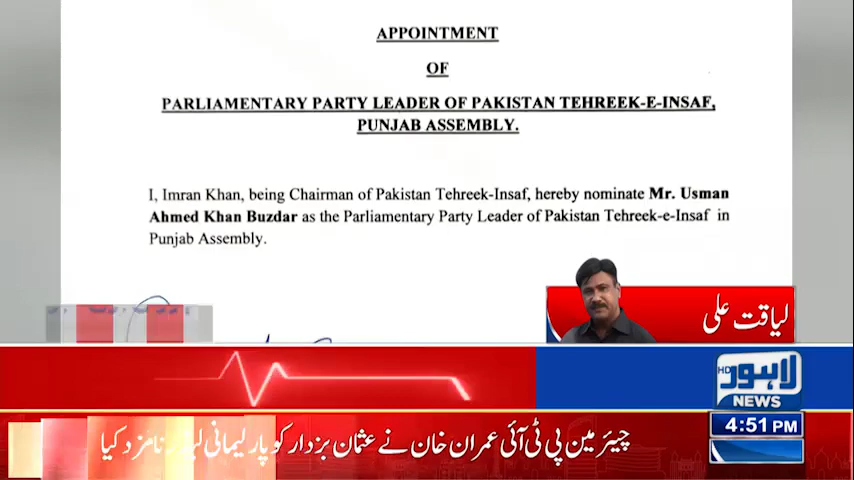 APPOINTMENT
OF
PARLIAMENTARY PARTY LEADER OF PAKISTAN TEHREEK-E-INSAF,
PUNJAB ASSEMBLY.
I, Imran Khan, being Chairman of Pakistan Tehreek-Insaf, hereby nominate Mr. Usman
Ahmed Khan Buzdar as the Parliamentary Party Leader of Pakistan Tehreek-e-Insaf in
Punjab Assembly.
لیاقت علی
لاہور HD
NEWS
4:51 PM
چیئرمین پی ٹی آئی عمران خان نے عثمان بزدار کو پارلیمانی نامزد کیا